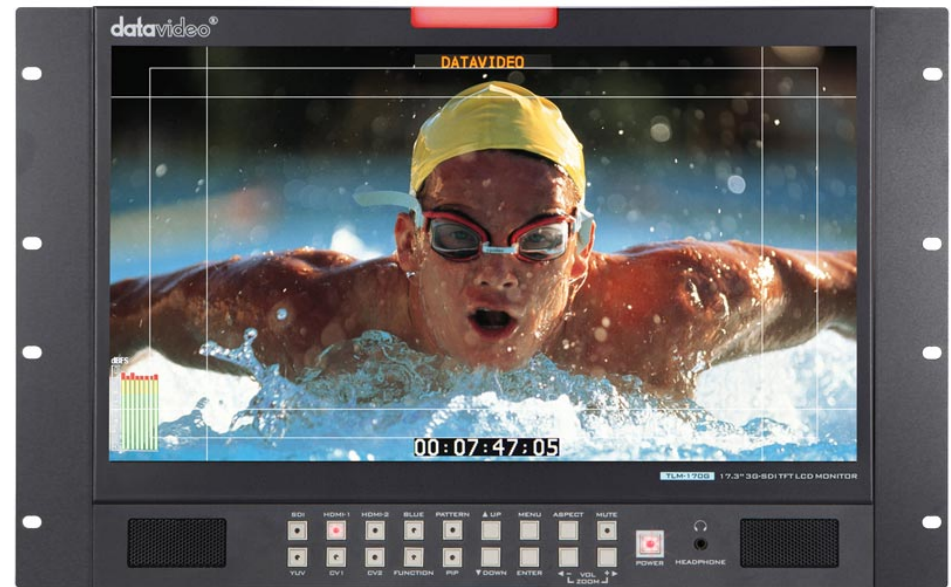 datavideo®
DATAVIDEO
dBFS
00:07:47:05
TLM-170G 17.3" 3G-SDI TFT LCD MONITOR
SDI HDMI-1 HDMI-2 BLUE PATTERN ▲ UP MENU ASPECT MUTE
YUV CV1 CV2 FUNCTION PIP ▼ DOWN ENTER ◄ - VOL + ►
ZOOM
POWER
HEADPHONE